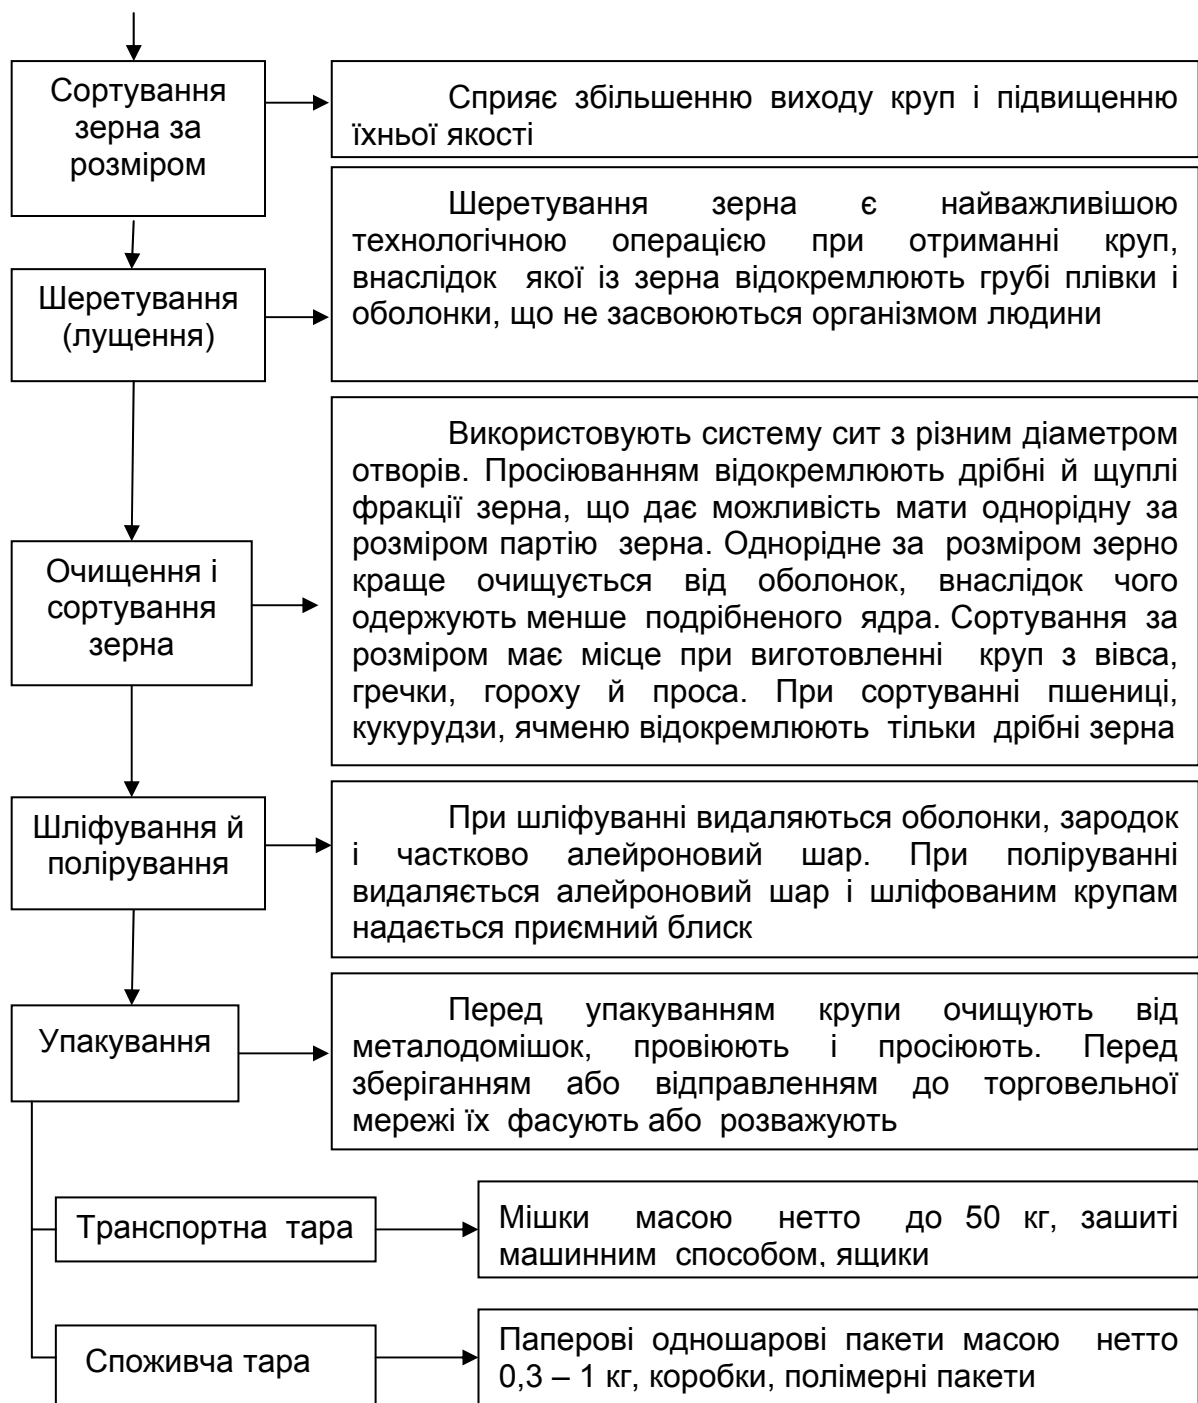 Сортування
зерна за
розміром
Сприяє збільшенню виходу круп і підвищенню
їхньої якості
Шеретування
(лущення)
Шеретування зерна є найважливішою
технологічною операцією при отриманні круп,
внаслідок якої із зерна відокремлюють грубі плівки і
оболонки, що не засвоюються організмом людини
Очищення і
сортування
зерна
Використовують систему сит з різним діаметром
отворів. Просіюванням відокремлюють дрібні й щуплі
фракції зерна, що дає можливість мати однорідну за
розміром партію зерна. Однорідне за розміром зерно
краще очищується від оболонок, внаслідок чого
одержують менше подрібненого ядра. Сортування за
розміром має місце при виготовленні круп з вівса,
гречки, гороху й проса. При сортуванні пшениці,
кукурудзи, ячменю відокремлюють тільки дрібні зерна
Шліфування й
полірування
При шліфуванні видаляються оболонки, зародок
і частково алейроновий шар. При поліруванні
видаляється алейроновий шар і шліфованим крупам
надається приємний блиск
Упакування
Перед упакуванням крупи очищують від
металодомішок, провіюють і просіюють. Перед
зберіганням або відправленням до торговельної
мережі їх фасують або розважують
Транспортна тара
Мішки масою нетто до 50 кг, зашиті
машинним способом, ящики
Споживча тара
Паперові одношарові пакети масою нетто
0,3 – 1 кг, коробки, полімерні пакети